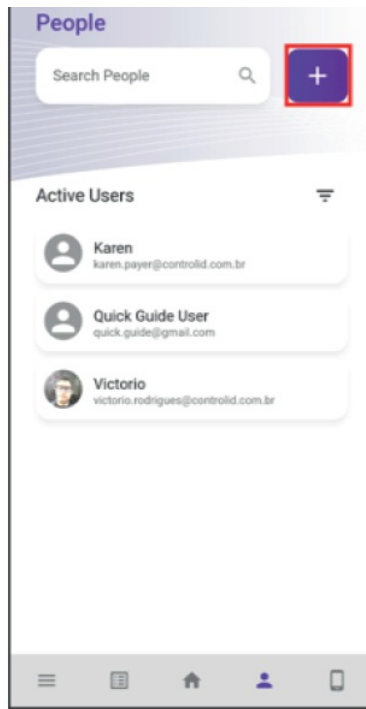 People
Search People
+
Active Users
Karen
karen.payer@controlid.com.br
Quick Guide User
quick.guide@gmail.com
Victorio
victorio.rodrigues@controlid.com.br